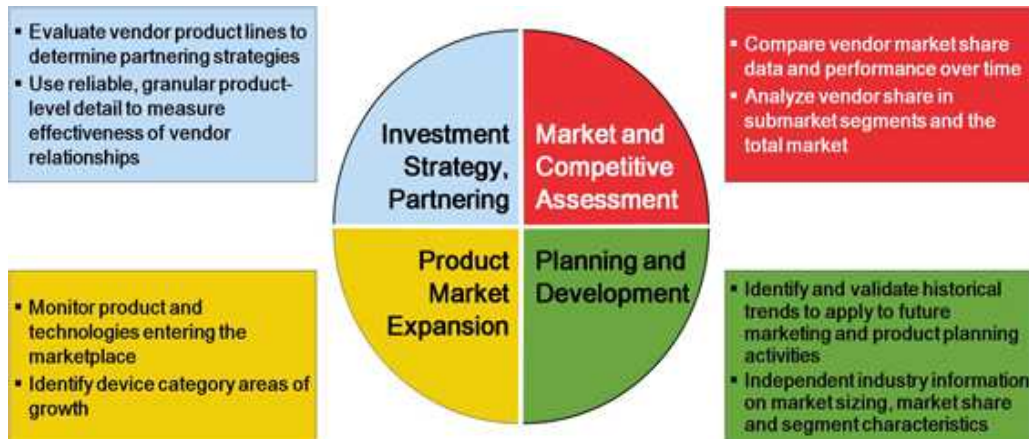 ▪ Evaluate vendor product lines to
determine partnering strategies
▪ Use reliable, granular product-
level detail to measure
effectiveness of vendor
relationships
Investment
Strategy,
Partnering
Market and
Competitive
Assessment
▪ Compare vendor market share
data and performance over time
▪ Analyze vendor share in
submarket segments and the
total market
▪ Monitor product and
technologies entering the
marketplace
▪ Identify device category areas of
growth
Product
Market
Expansion
Planning and
Development
▪ Identify and validate historical
trends to apply to future
marketing and product planning
activities
▪ Independent industry information
on market sizing, market share
and segment characteristics